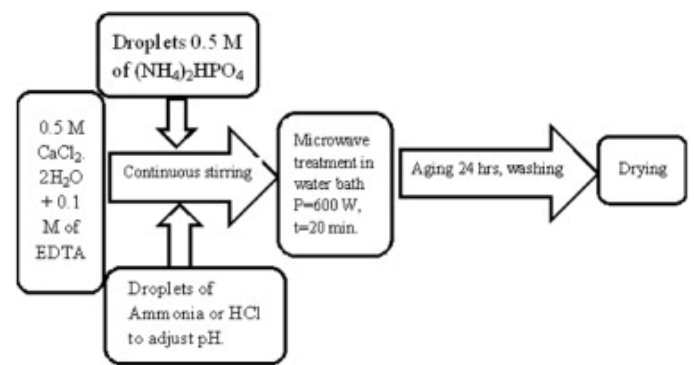 Droplets 0.5 M
of (NH4)2HPO4
0.5 M
CaCl2.
2H2O
+ 0.1
M of
EDTA
Continuous stirring
Droplets of
Ammonia or HCl
to adjust pH.
Microwave
treatment in
water bath
P=600 W,
t=20 min.
Aging 24 hrs, washing
Drying